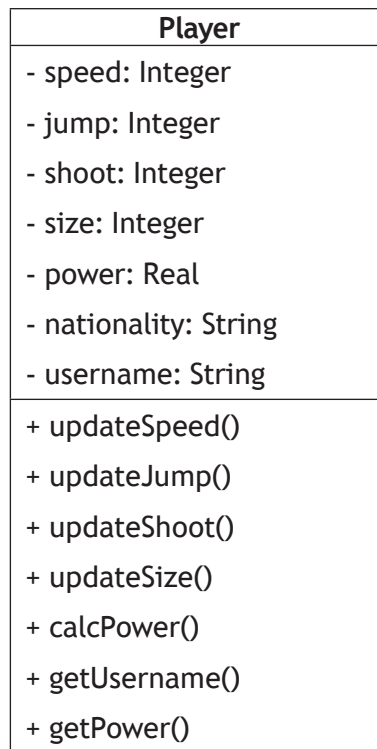 Player
- speed: Integer
- jump: Integer
- shoot: Integer
- size: Integer
- power: Real
- nationality: String
- username: String
+ updateSpeed()
+ updateJump()
+ updateShoot()
+ updateSize()
+ calcPower()
+ getUsername()
+ getPower()